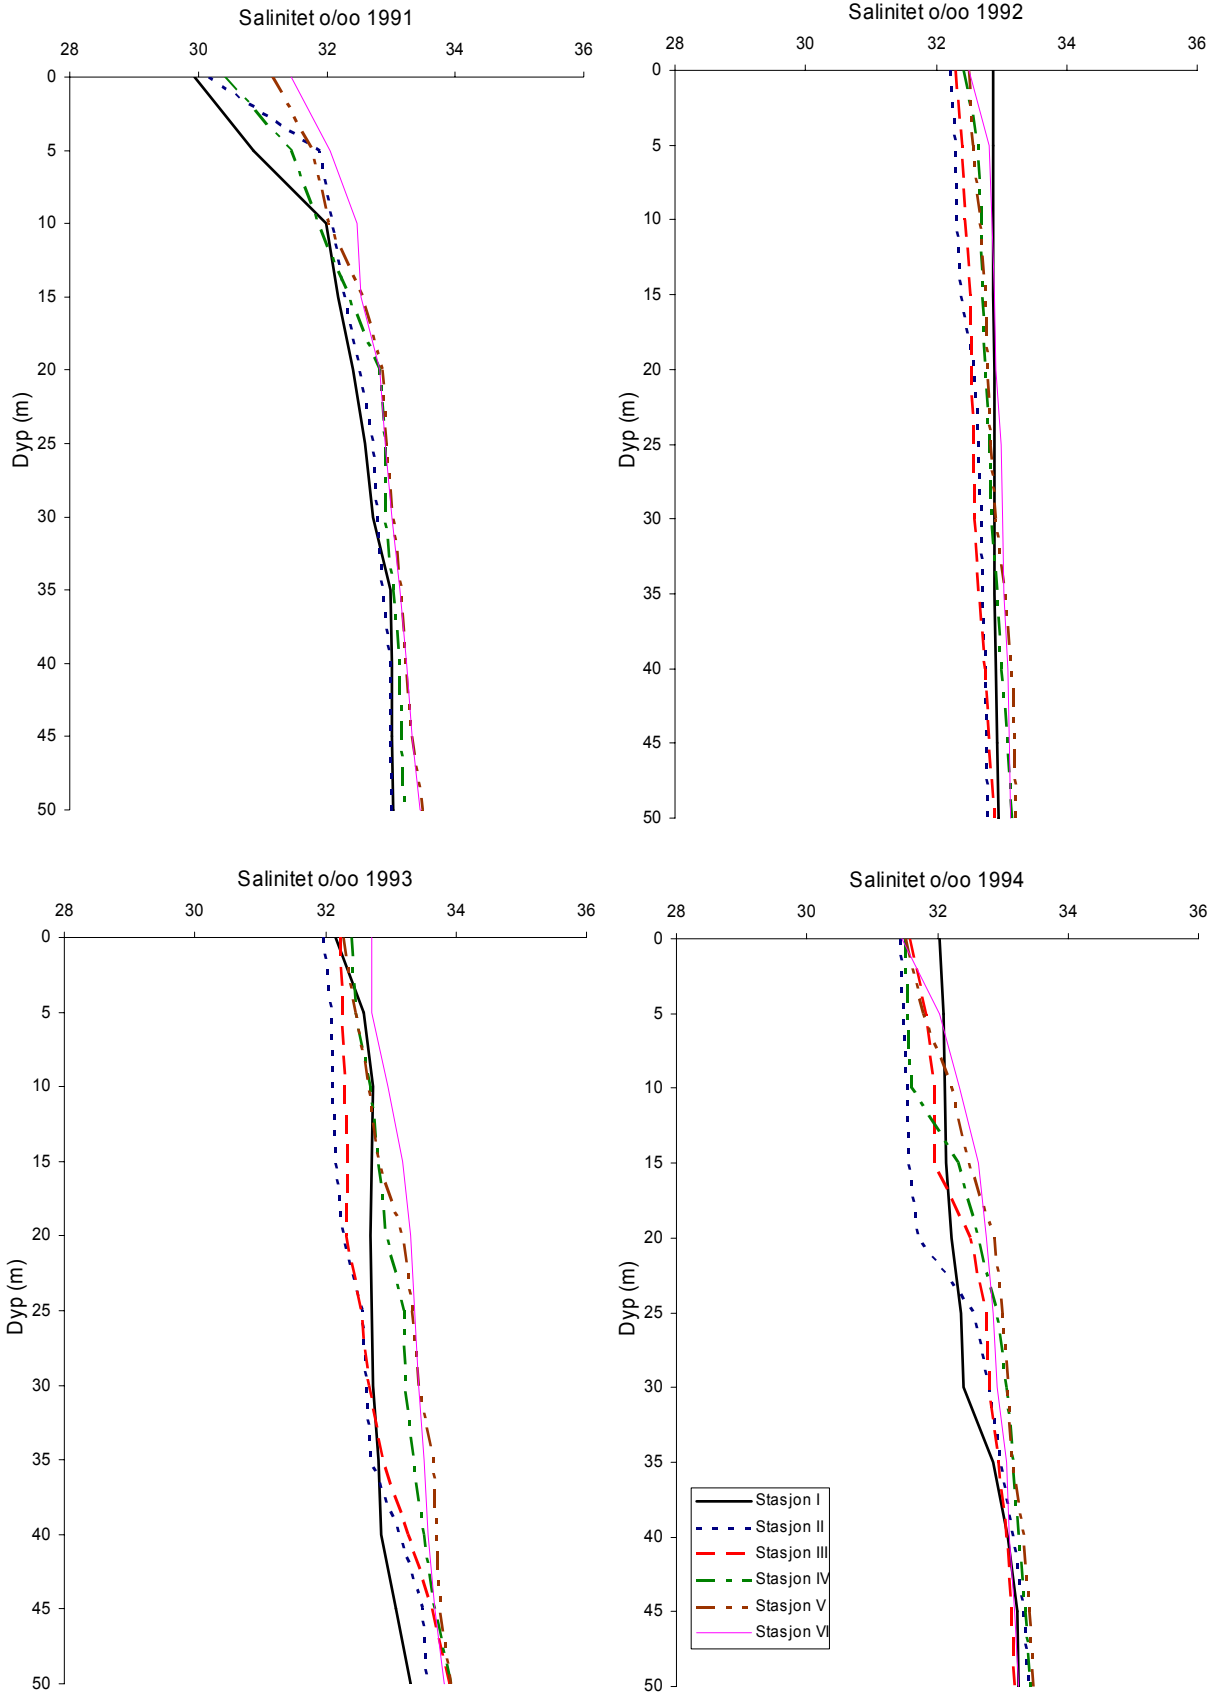 Salinitet o/oo 1991
28 30 32 34 36
0
5
10
15
20
25
30
35
40
45
50
Dyp (m)
Salinitet o/oo 1992
28 30 32 34 36
0
5
10
15
20
25
30
35
40
45
50
Dyp (m)
Salinitet o/oo 1993
28 30 32 34 36
0
5
10
15
20
25
30
35
40
45
50
Dyp (m)
Salinitet o/oo 1994
28 30 32 34 36
0
5
10
15
20
25
30
35
40
45
50
Dyp (m)
Stasjon I
Stasjon II
Stasjon III
Stasjon IV
Stasjon V
Stasjon VI